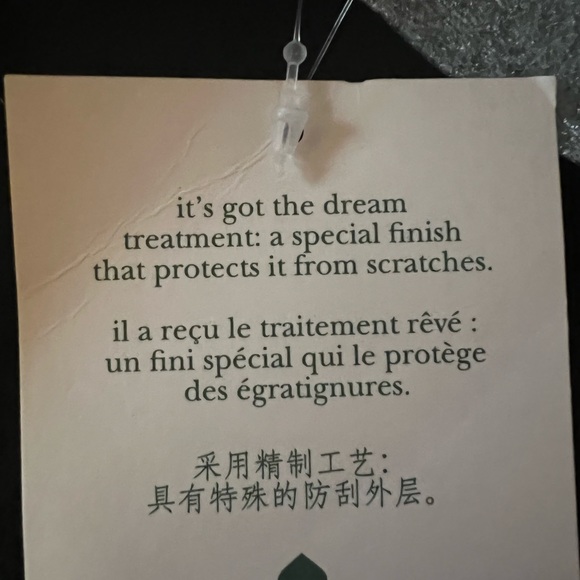 it’s got the dream
treatment: a special finish
that protects it from scratches.
il a reçu le traitement rêvé :
un fini spécial qui le protège
des égratignures.
采用精制工艺：
具有特殊的防刮外层。